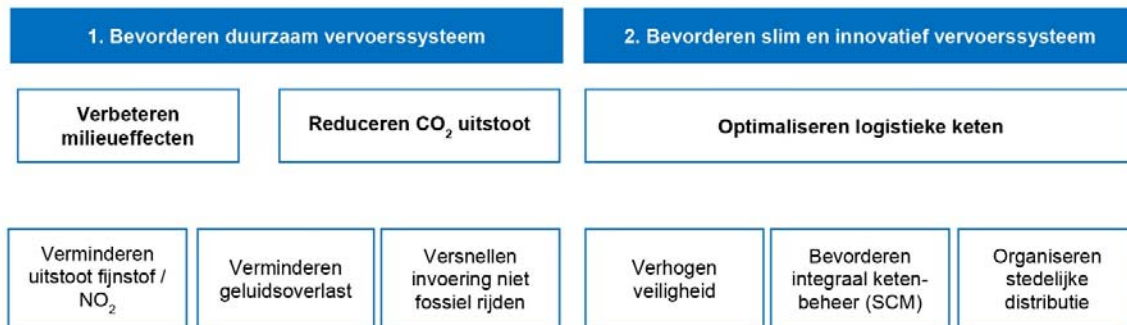 1. Bevorderen duurzaam vervoerssysteem
2. Bevorderen slim en innovatief vervoerssysteem
Verbeteren
milieueffecten
Reduceren CO₂ uitstoot
Optimaliseren logistieke keten
Verminderen
uitstoot fijnstof /
NO₂
Verminderen
geluidsoverlast
Versnellen
invoering niet
fossiel rijden
Verhogen
veiligheid
Bevorderen
integraal keten-
beheer (SCM)
Organiseren
stedelijke
distributie